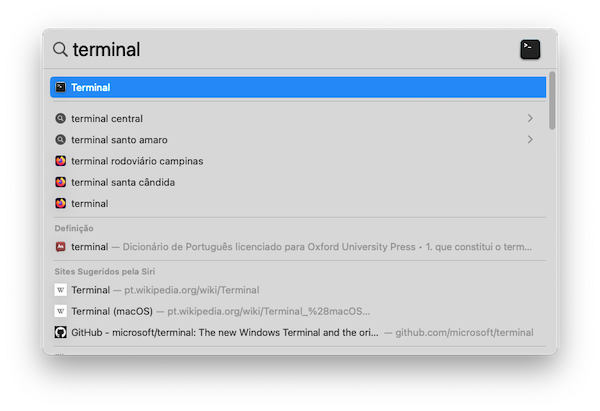 terminal
Terminal
terminal central
terminal santo amaro
terminal rodoviário campinas
terminal santa cândida
terminal
Definição
terminal — Dicionário de Português licenciado para Oxford University Press • 1. que constitui o term...
Sites Sugeridos pela Siri
Terminal — pt.wikipedia.org/wiki/Terminal
Terminal (macOS) — pt.wikipedia.org/wiki/Terminal_%28macOS...
GitHub - microsoft/terminal: The new Windows Terminal and the ori... — github.com/microsoft/terminal